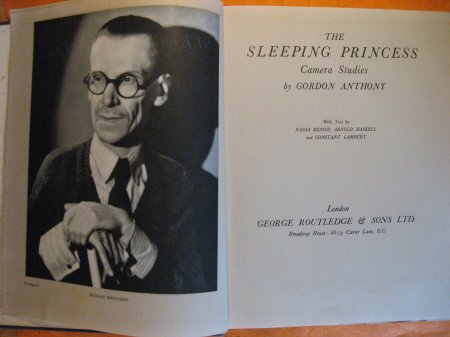 Frontispiece
NICOLAS SERGUEEFF
THE
SLEEPING PRINCESS
Camera Studies
by GORDON ANTHONY
With Text by
NADIA BENOIS, ARNOLD HASKELL
and CONSTANT LAMBERT
London
GEORGE ROUTLEDGE & SONS LTD.
Broadway House: 68-74 Carter Lane, E.C.